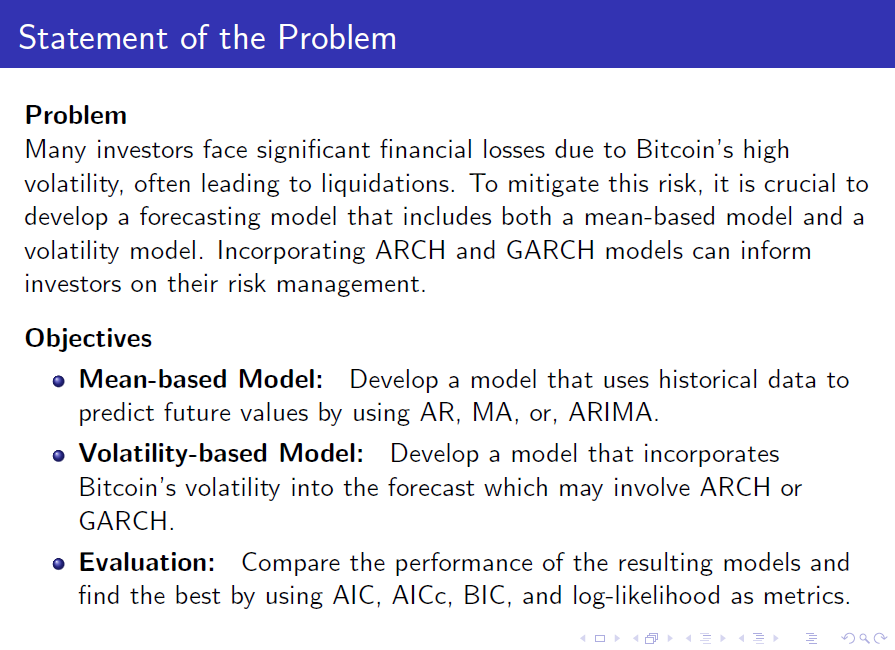 Statement of the Problem
Problem
Many investors face significant financial losses due to Bitcoin's high
volatility, often leading to liquidations. To mitigate this risk, it is crucial to
develop a forecasting model that includes both a mean-based model and a
volatility model. Incorporating ARCH and GARCH models can inform
investors on their risk management.
Objectives
Mean-based Model: Develop a model that uses historical data to
predict future values by using AR, MA, or, ARIMA.
Volatility-based Model: Develop a model that incorporates
Bitcoin's volatility into the forecast which may involve ARCH or
GARCH.
Evaluation: Compare the performance of the resulting models and
find the best by using AIC, AICc, BIC, and log-likelihood as metrics.